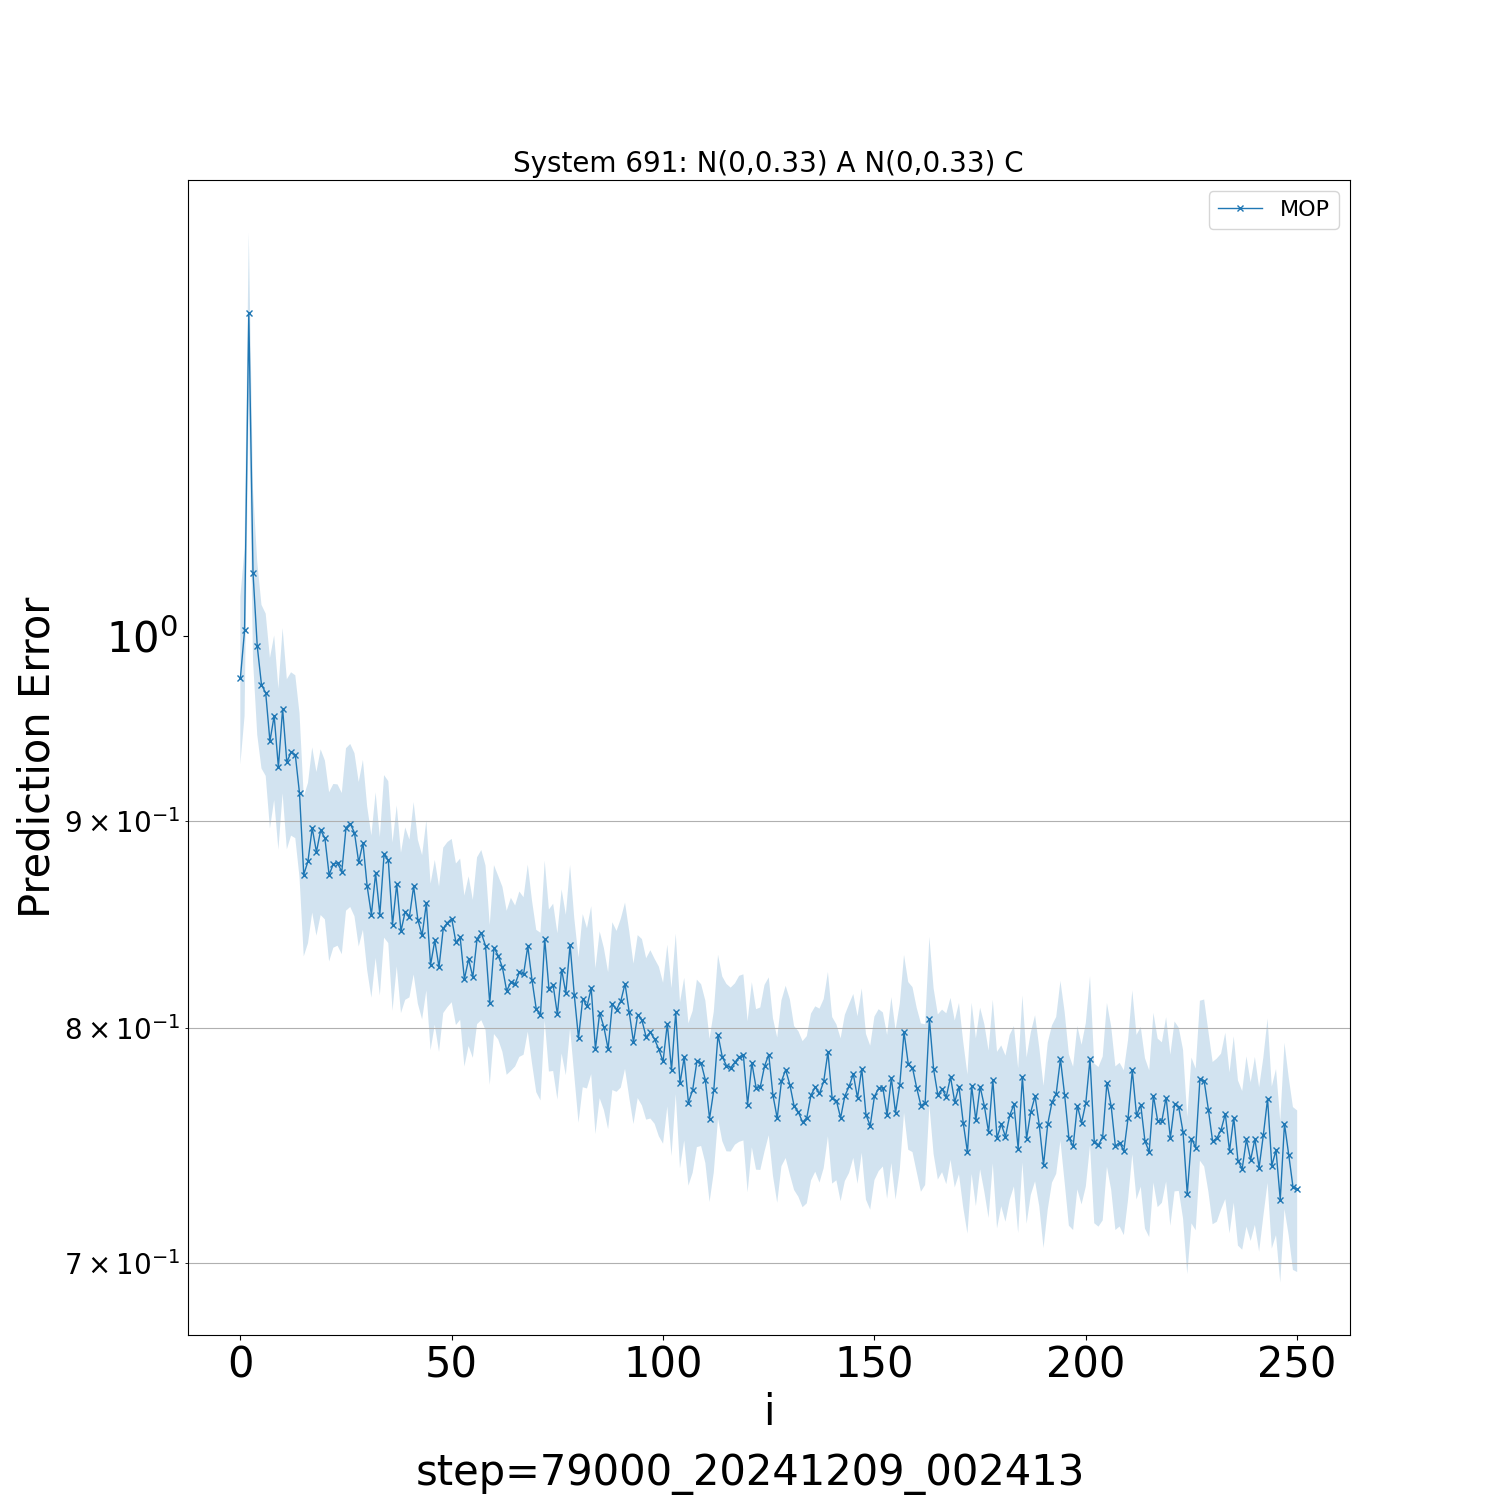 System 691: N(0,0.33) A N(0,0.33) C
MOP
Prediction Error
10⁰
9 × 10⁻¹
8 × 10⁻¹
7 × 10⁻¹
0 50 100 150 200 250
i
step=79000_20241209_002413